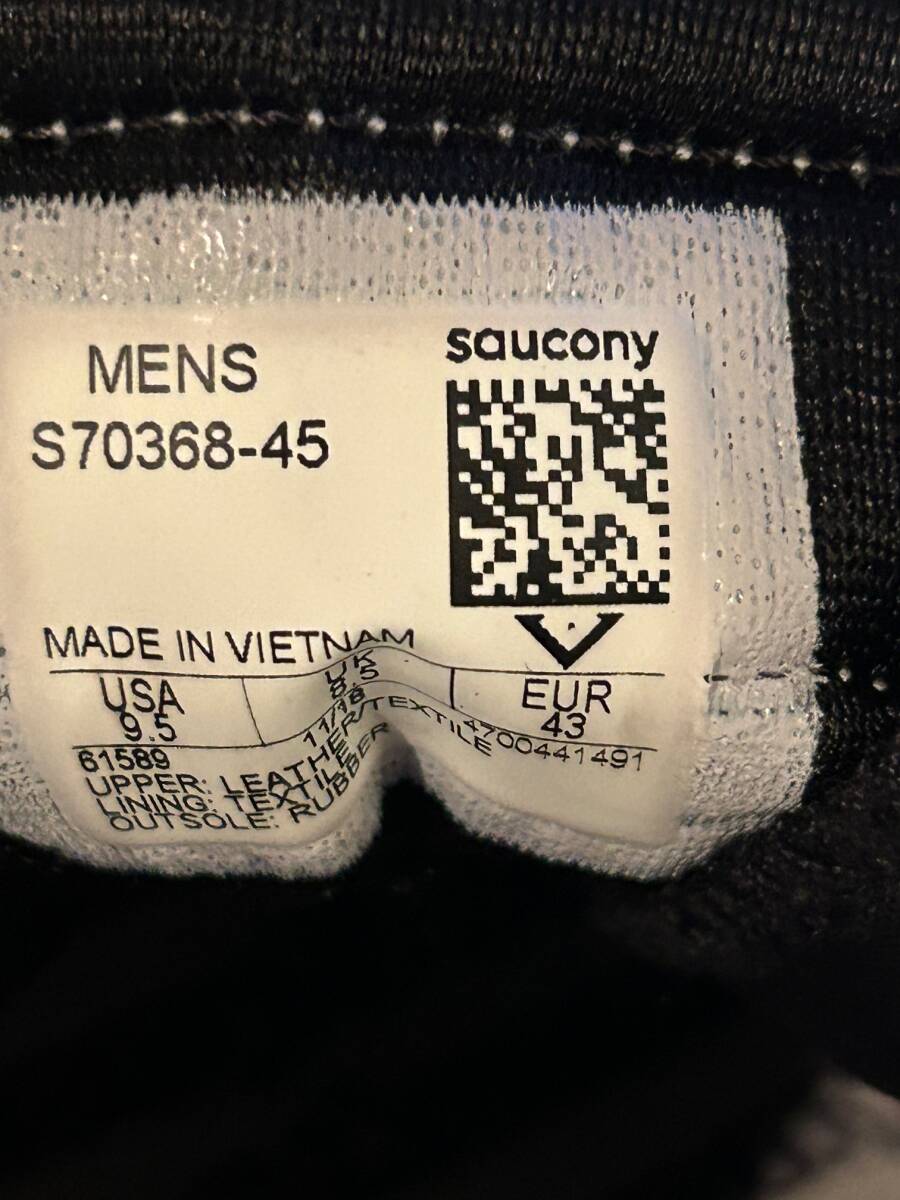 saucony
MENS
S70368-45
MADE IN VIETNAM
USA UK EUR
9.5 8.5 43
61589 11/18 4700441491
UPPER: LEATHER/TEXTILE
LINING: TEXTILE
OUTSOLE: RUBBER